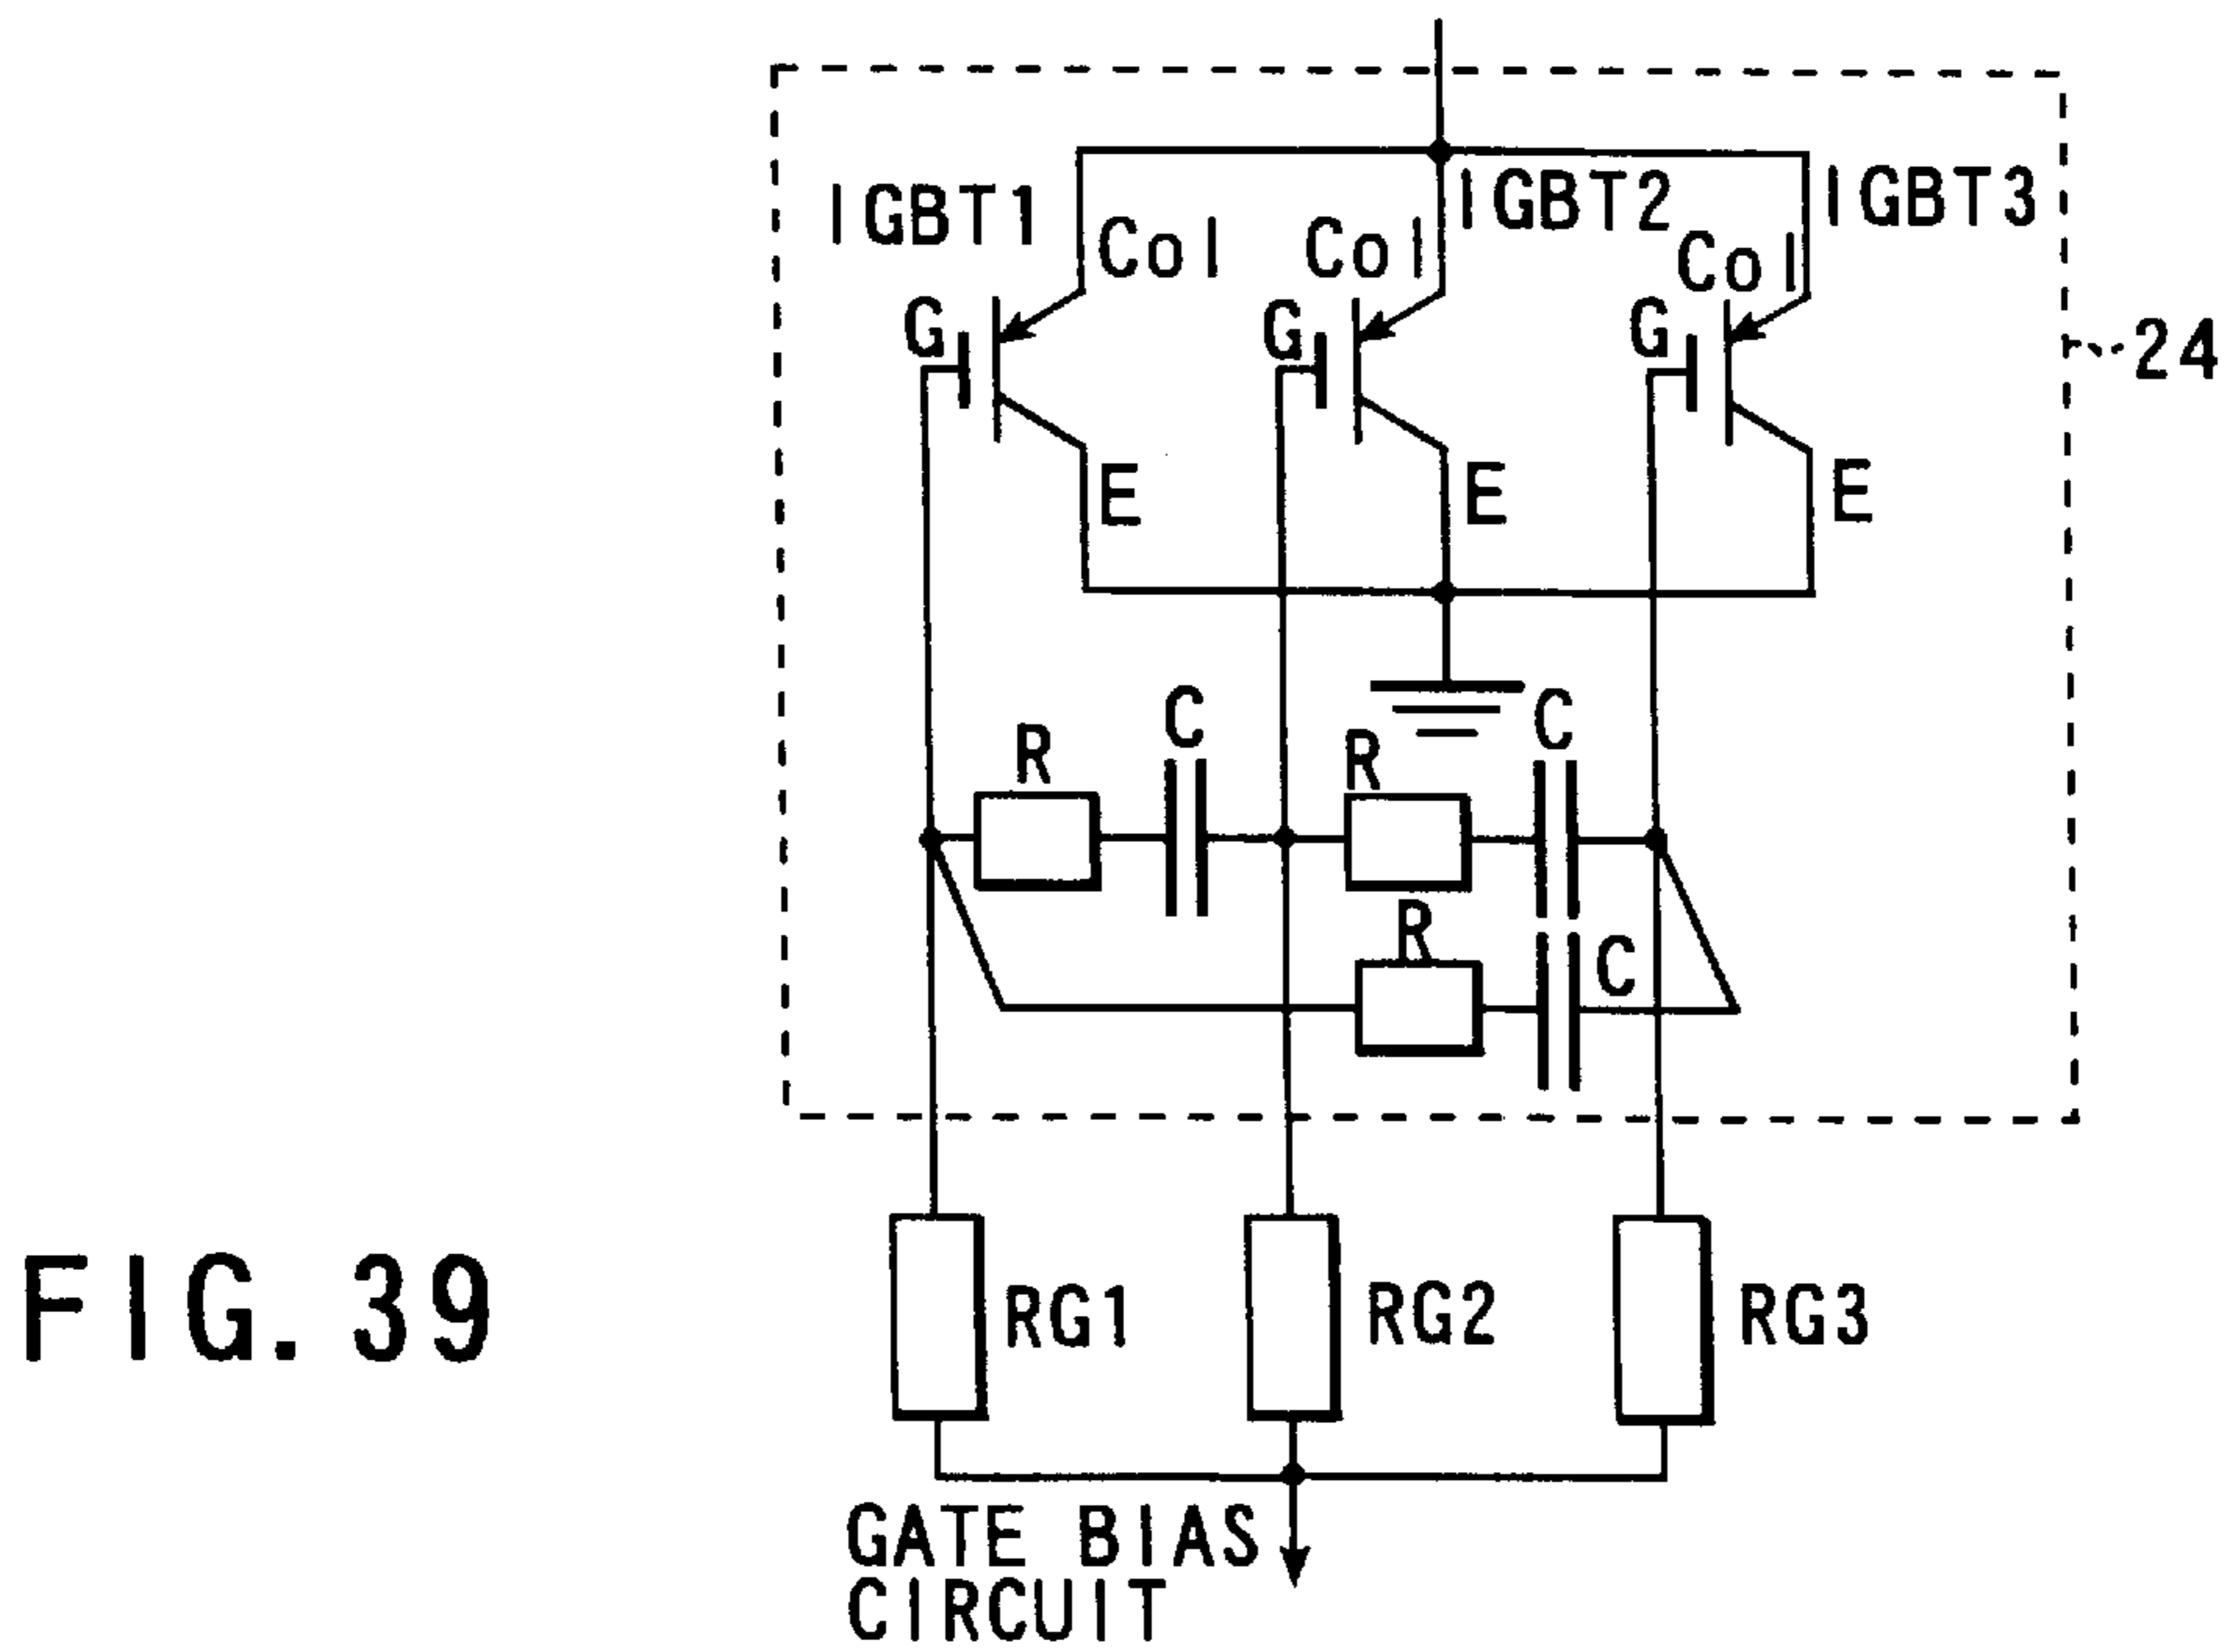 IGBT1
IGBT2
IGBT3
Col
Col
Col
G
G
G
24
E
E
E
C
C
R
R
R
C
RG1
RG2
RG3
FIG. 39
GATE BIAS
CIRCUIT